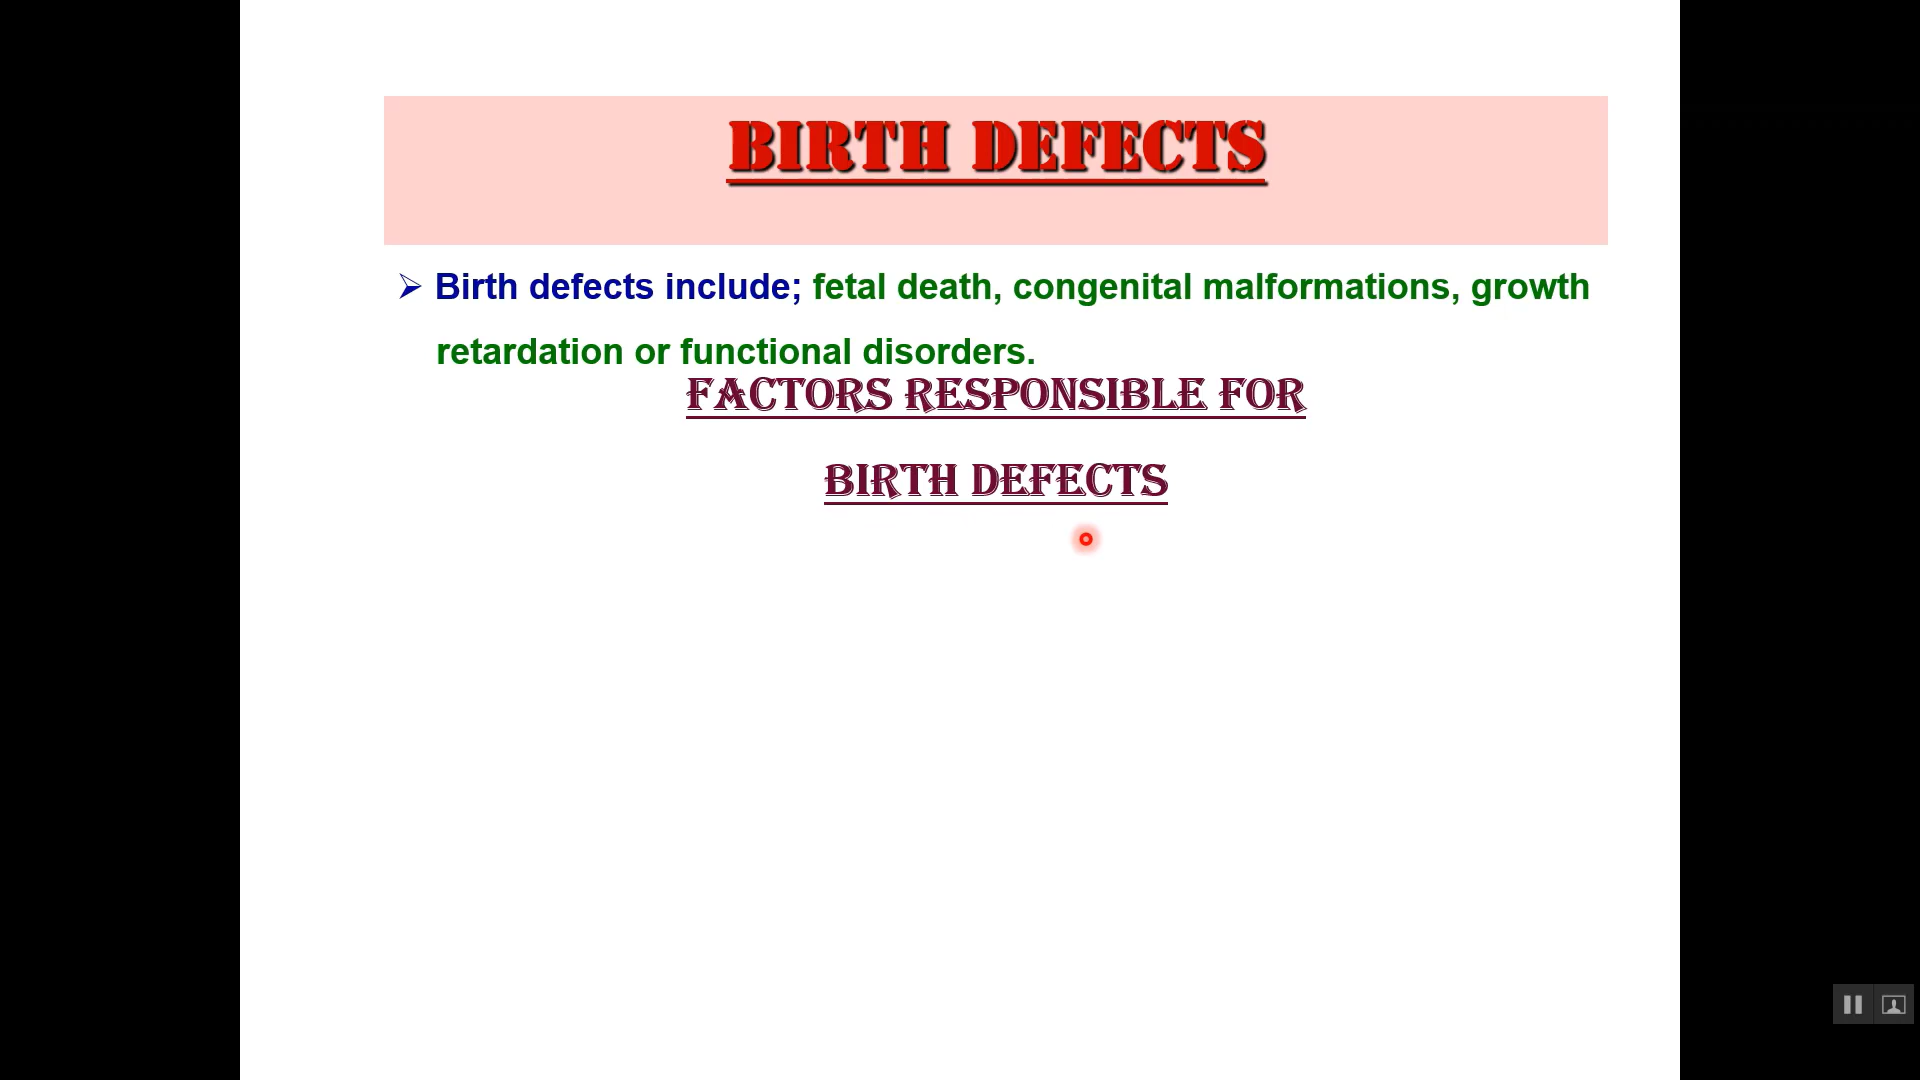 BIRTH DEFECTS
➢ Birth defects include; fetal death, congenital malformations, growth
retardation or functional disorders.
FACTORS RESPONSIBLE FOR
BIRTH DEFECTS